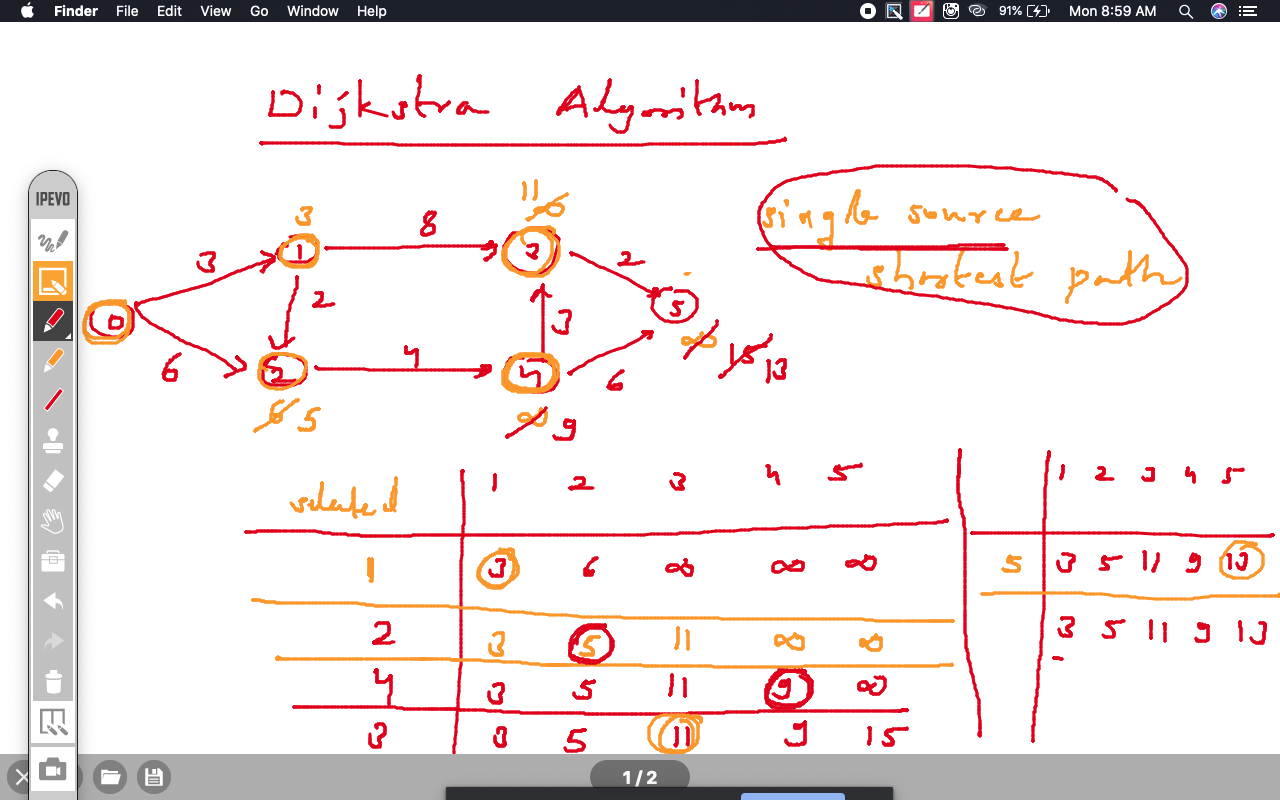 Finder File Edit View Go Window Help 91% Mon 8:59 AM
Dijkstra Algorithm
IPEVO
single source
shortest path
11 ∞
3
8
3
1
3
2
2
0
3
5
6
2
4
4
6
∞ 15 13
6 5
∞ 9
selected 1 2 3 4 5
1 3 6 ∞ ∞ ∞
2 3 5 11 ∞ ∞
4 3 5 11 9 ∞
3 3 5 11 9 15
1 2 3 4 5
5 3 5 11 9 13
3 5 11 9 13
1 / 2